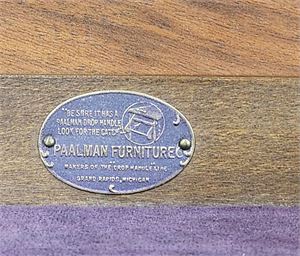 "BE SURE IT HAS A
PAALMAN DROP HANDLE
LOOK FOR THE CATCH"
PAALMAN FURNITURE CO
MAKERS OF THE DROP HANDLE LINE
GRAND RAPIDS, MICHIGAN